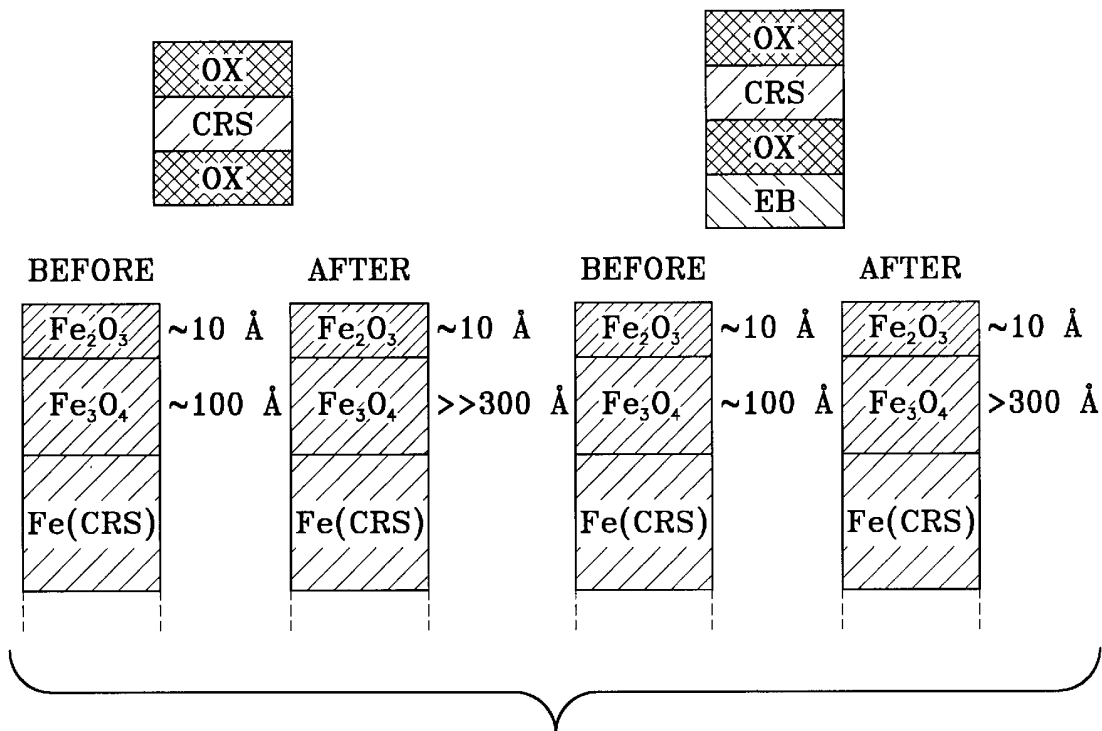 OX
CRS
OX
OX
CRS
OX
EB
BEFORE
AFTER
BEFORE
AFTER
Fe₂O₃ ~10 Å
Fe₂O₃ ~10 Å
Fe₂O₃ ~10 Å
Fe₂O₃ ~10 Å
Fe₃O₄ ~100 Å
Fe₃O₄ >>300 Å
Fe₃O₄ ~100 Å
Fe₃O₄ >300 Å
Fe(CRS)
Fe(CRS)
Fe(CRS)
Fe(CRS)